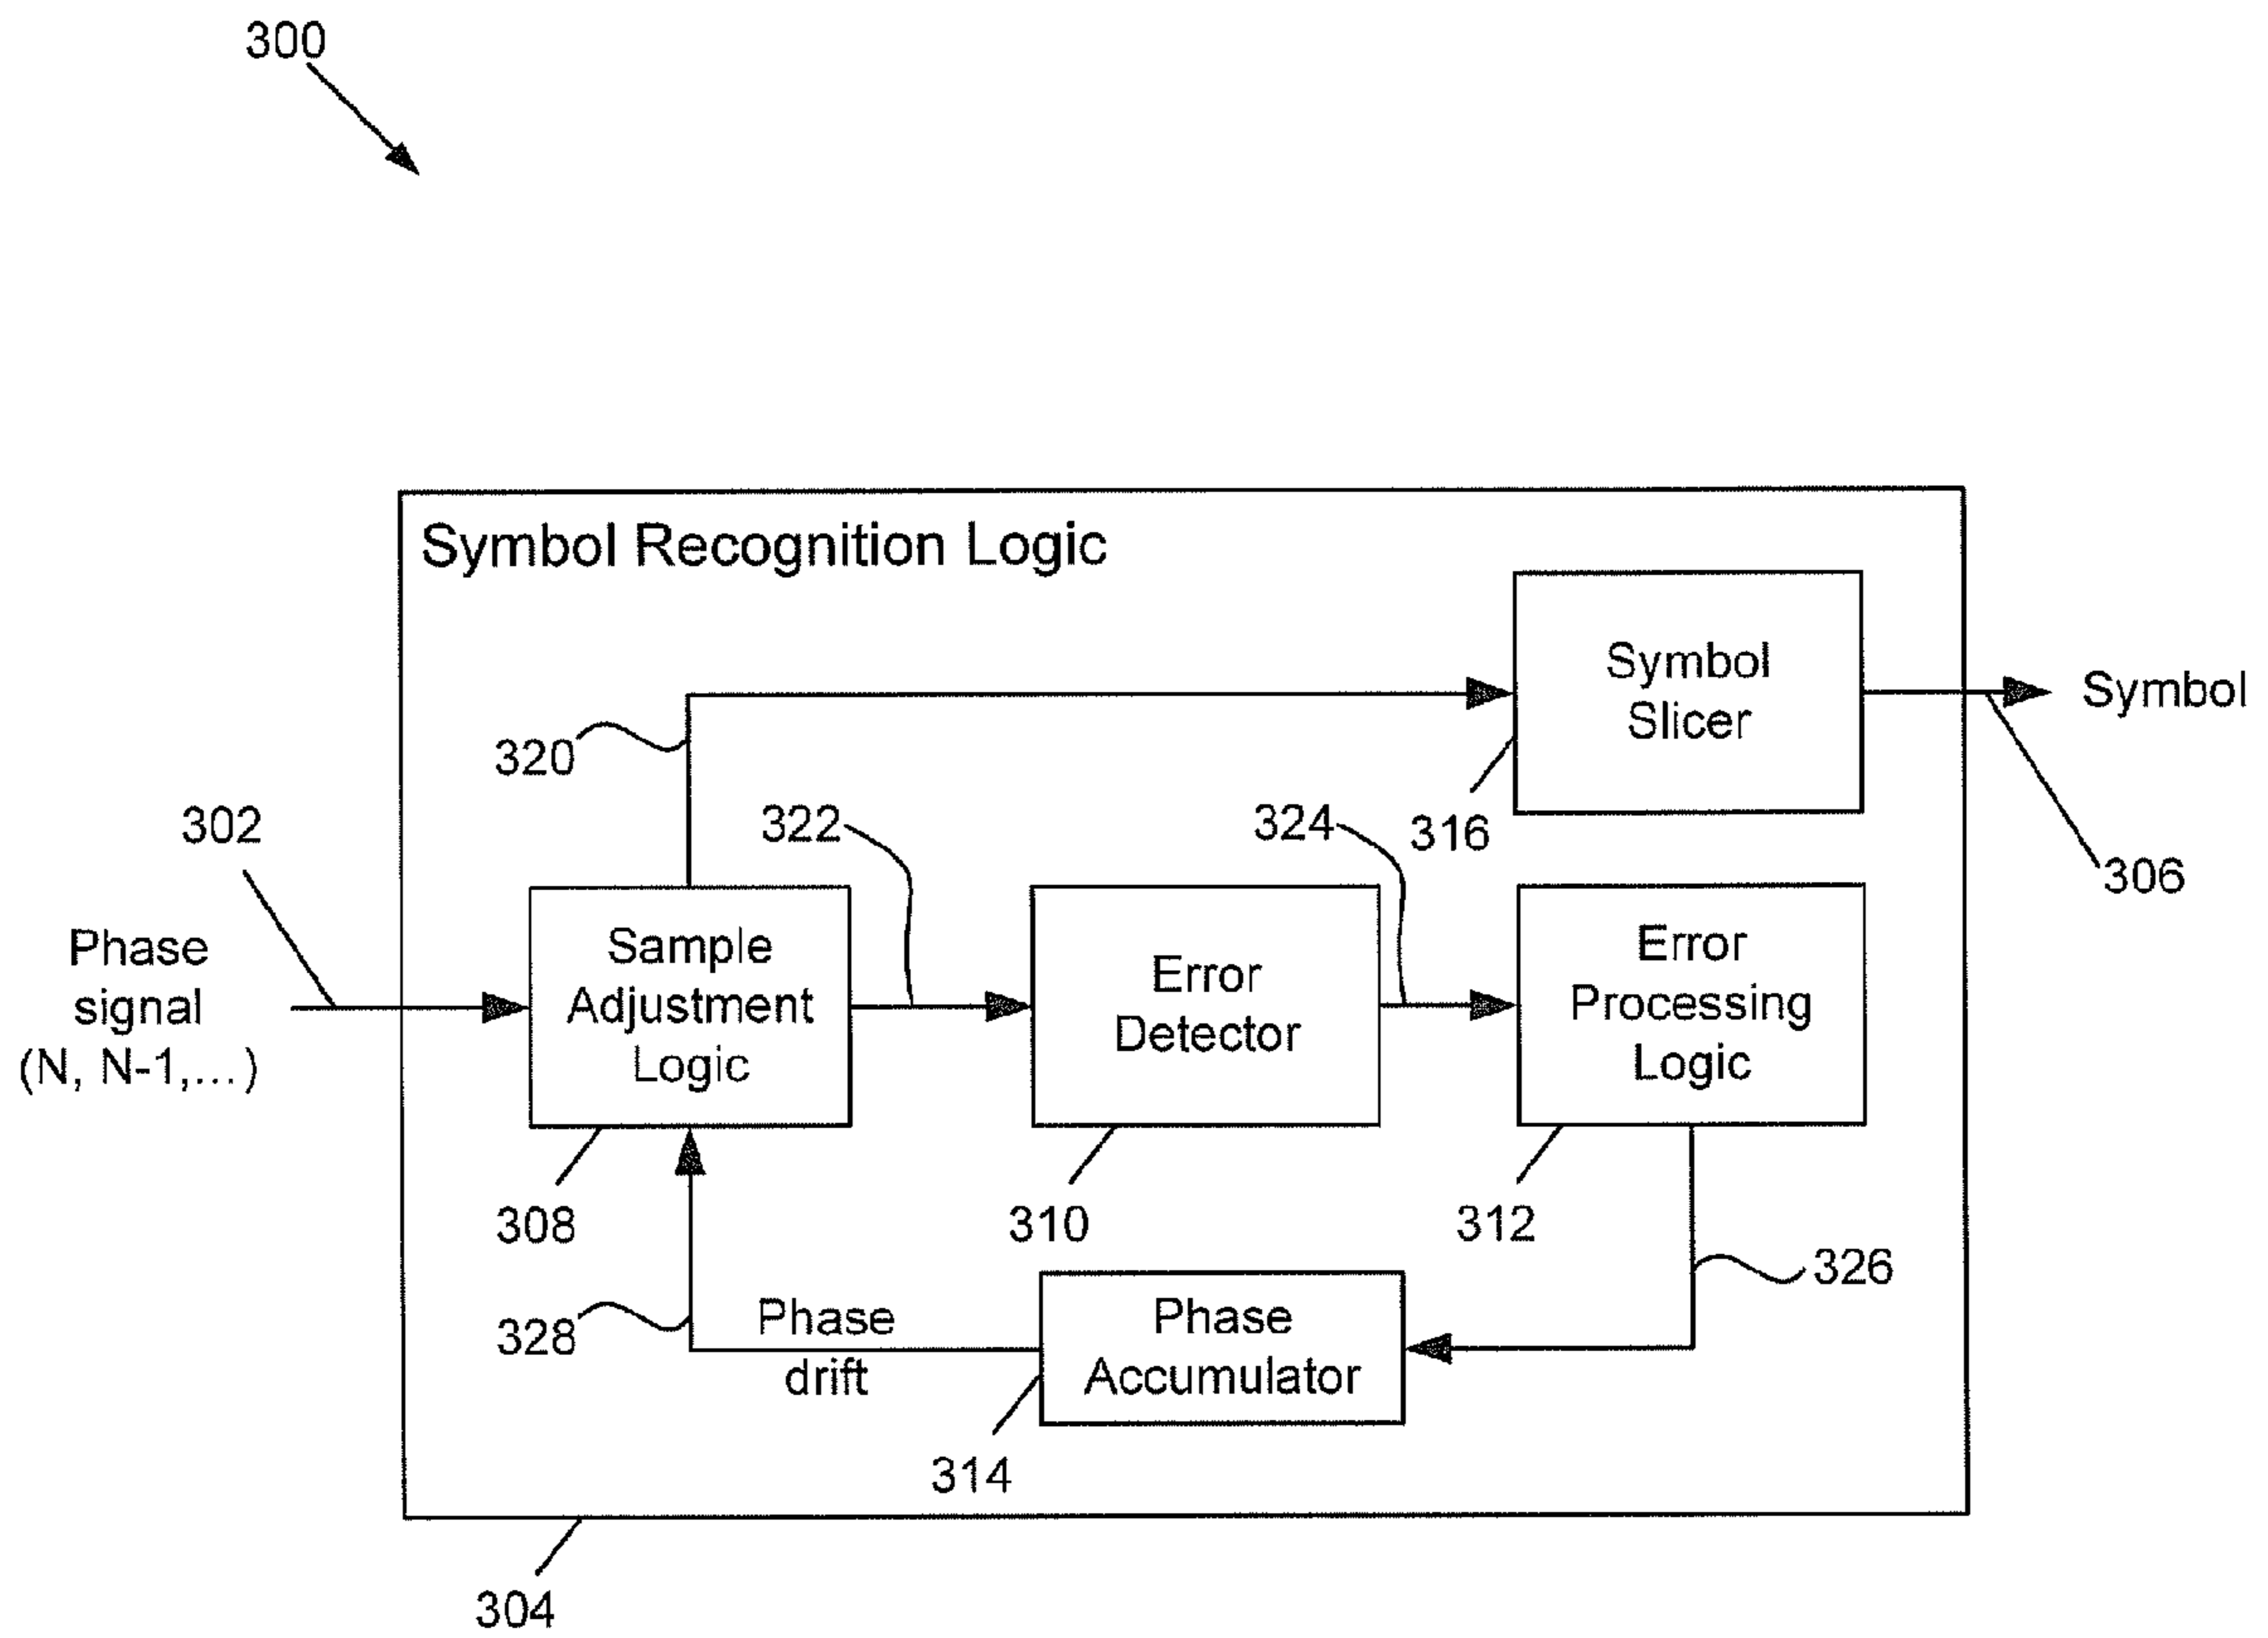 300
Symbol Recognition Logic
Symbol
Slicer
Symbol
320
316
306
302
322
324
Phase
signal
(N, N-1,...)
Sample
Adjustment
Logic
Error
Detector
Error
Processing
Logic
308
310
312
326
328
Phase
drift
Phase
Accumulator
314
304